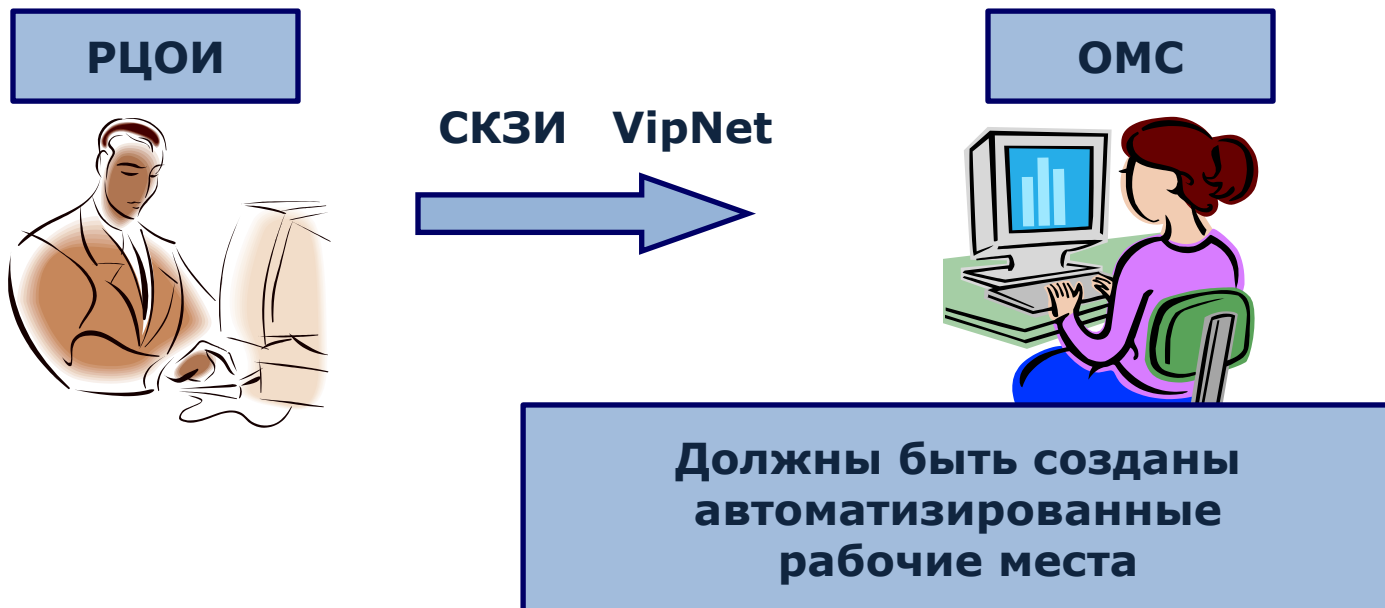 РЦОИ
ОМС
СКЗИ VipNet
Должны быть созданы
автоматизированные
рабочие места